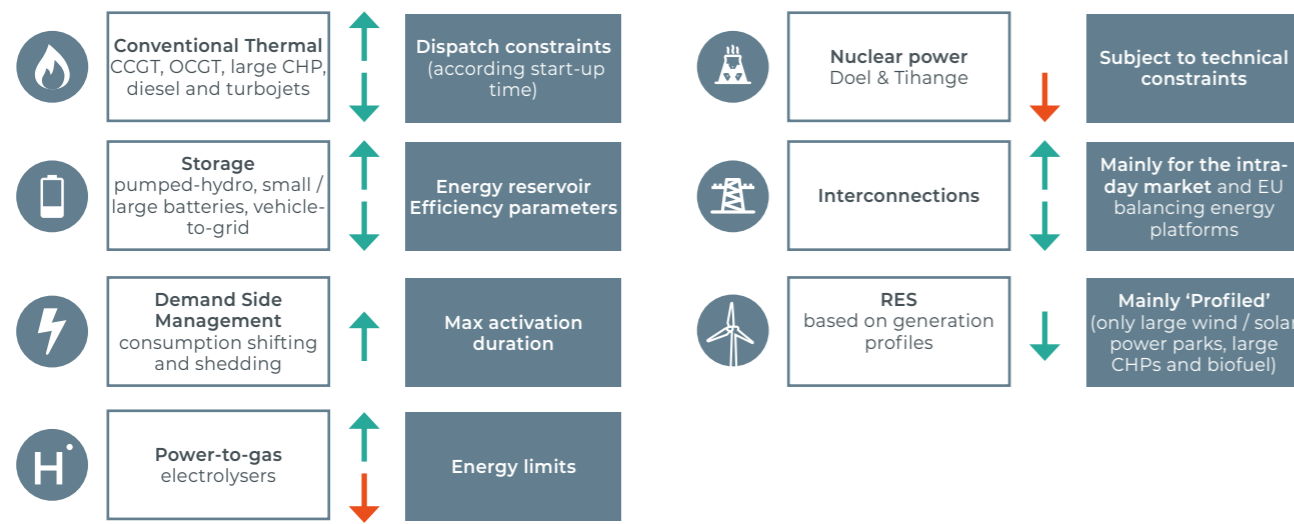 Conventional Thermal
CCGT, OCGT, large CHP,
diesel and turbojets
Dispatch constraints
(according start-up
time)
Storage
pumped-hydro, small /
large batteries, vehicle-
to-grid
Energy reservoir
Efficiency parameters
Demand Side
Management
consumption shifting
and shedding
Max activation
duration
H
Power-to-gas
electrolysers
Energy limits
Nuclear power
Doel & Tihange
Subject to technical
constraints
Interconnections
Mainly for the intra-
day market and EU
balancing energy
platforms
RES
based on generation
profiles
Mainly ‘Profiled’
(only large wind / solar
power parks, large
CHPs and biofuel)